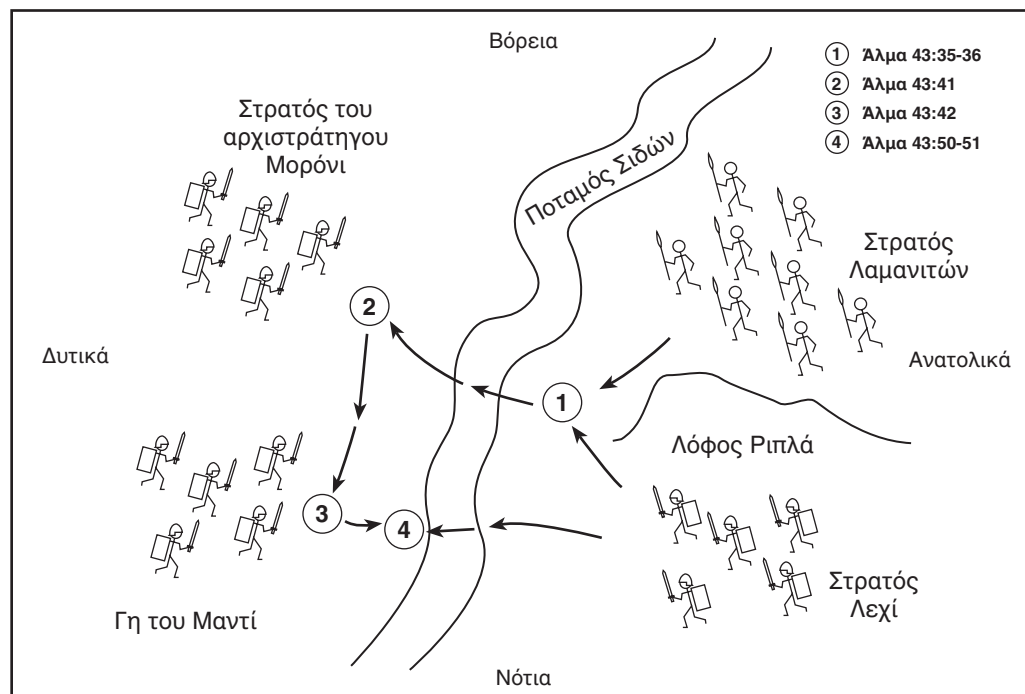 Βόρεια
① Άλμα 43:35-36
② Άλμα 43:41
③ Άλμα 43:42
④ Άλμα 43:50-51
Στρατός του
αρχιστράτηγου
Μορόνι
Ποταμός Σιδών
Στρατός
Λαμανιτών
2
Δυτικά
Ανατολικά
1
Λόφος Ριπλά
3
4
Στρατός
Λεχί
Γη του Μαντί
Νότια